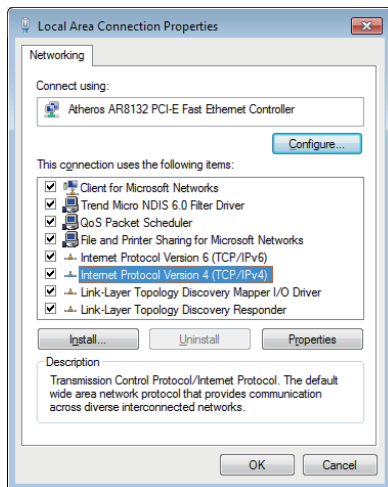 Local Area Connection Properties
Networking
Connect using:
Atheros AR8132 PCI-E Fast Ethernet Controller
Configure...
This connection uses the following items:
Client for Microsoft Networks
Trend Micro NDIS 6.0 Filter Driver
QoS Packet Scheduler
File and Printer Sharing for Microsoft Networks
Internet Protocol Version 6 (TCP/IPv6)
Internet Protocol Version 4 (TCP/IPv4)
Link-Layer Topology Discovery Mapper I/O Driver
Link-Layer Topology Discovery Responder
Install... Uninstall Properties
Description
Transmission Control Protocol/Internet Protocol. The default
wide area network protocol that provides communication
across diverse interconnected networks.
OK Cancel